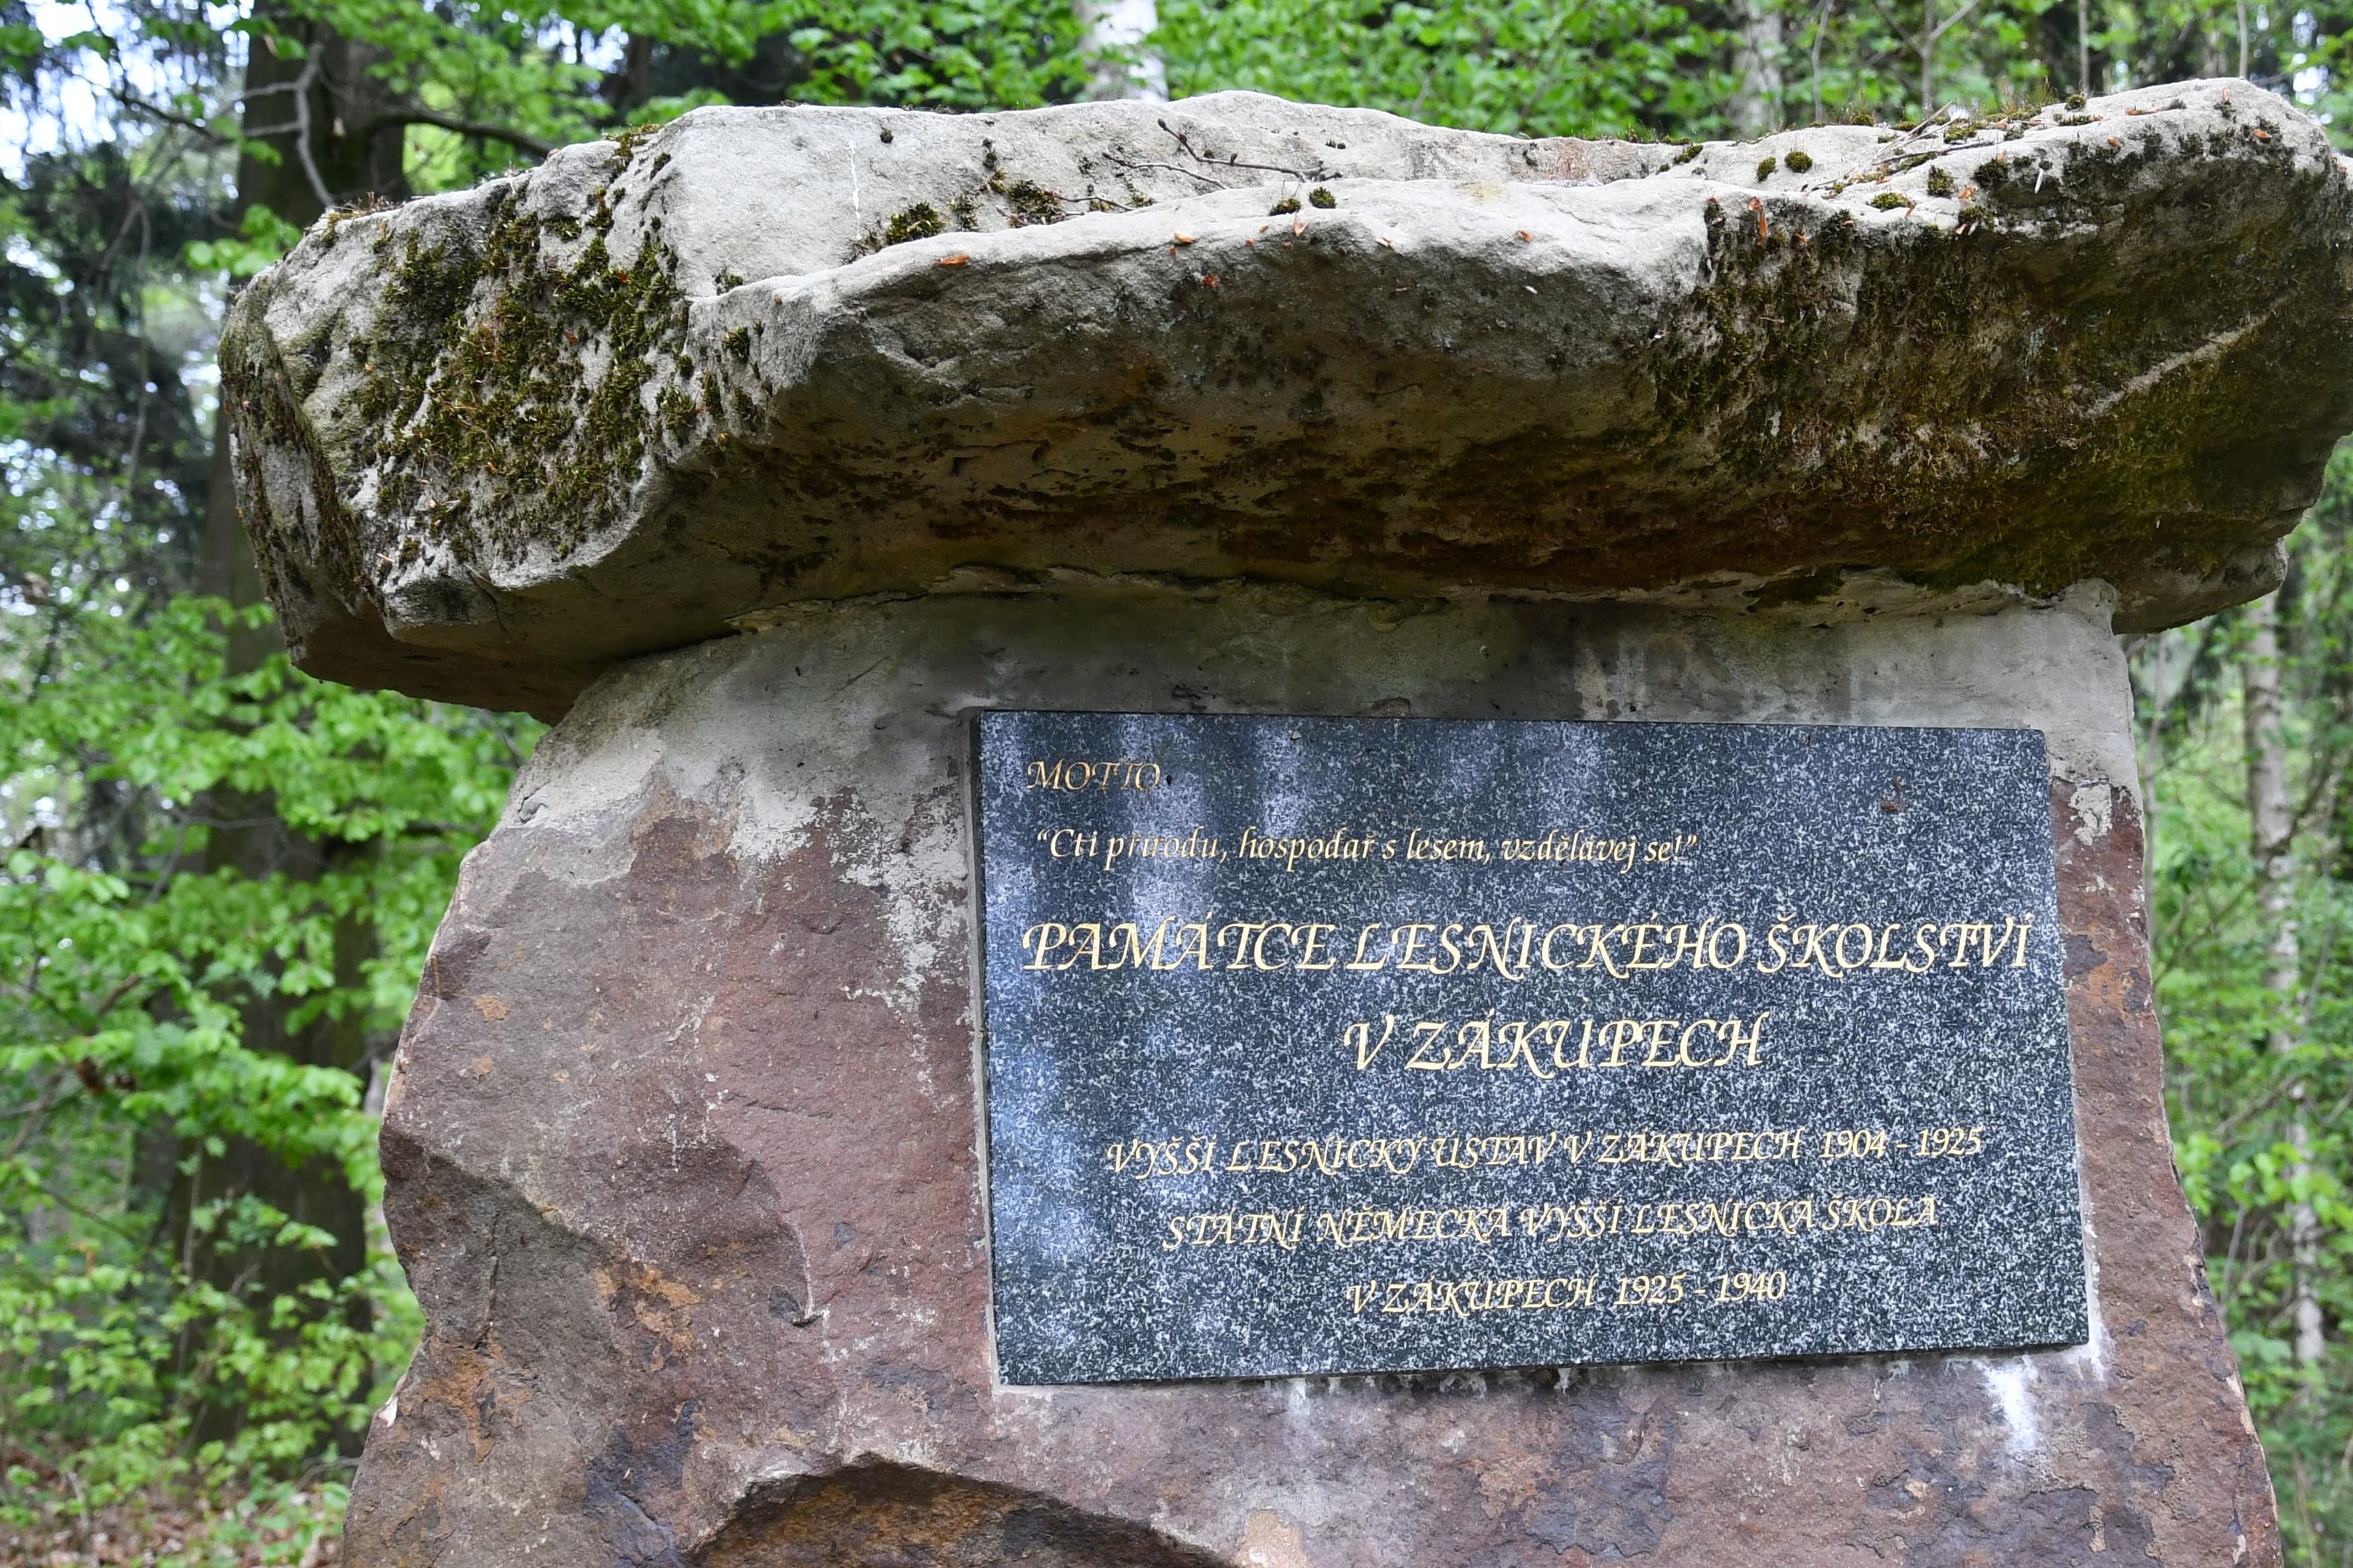 MOTTO
“Cti přírodu, hospodař s lesem, vzdělávej se!”
PAMÁTCE LESNICKÉHO ŠKOLSTVÍ
V ZÁKUPECH
VYŠŠÍ LESNICKÝ ÚSTAV V ZÁKUPECH 1904 - 1925
STÁTNÍ NĚMECKÁ VYŠŠÍ LESNICKÁ ŠKOLA
V ZÁKUPECH 1925 - 1940